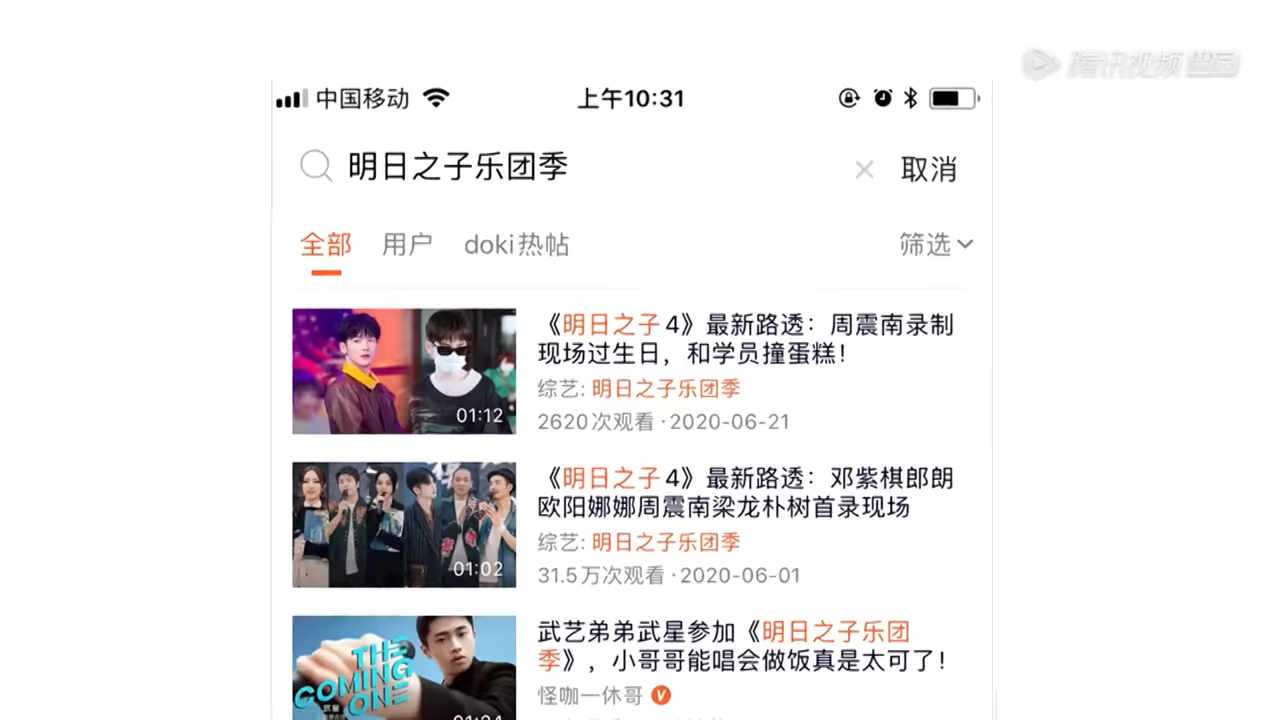 腾讯视频 出品
中国移动
上午10:31
明日之子乐团季
取消
全部 用户 doki热帖 筛选
《明日之子4》最新路透：周震南录制
现场过生日，和学员撞蛋糕！
综艺: 明日之子乐团季
2620次观看·2020-06-21
01:12
《明日之子4》最新路透：邓紫棋郎朗
欧阳娜娜周震南梁龙朴树首录现场
综艺: 明日之子乐团季
31.5万次观看·2020-06-01
01:02
武艺弟弟武星参加《明日之子乐团
季》，小哥哥能唱会做饭真是太可了！
怪咖一休哥 V
THE
COMING
ONE
武星